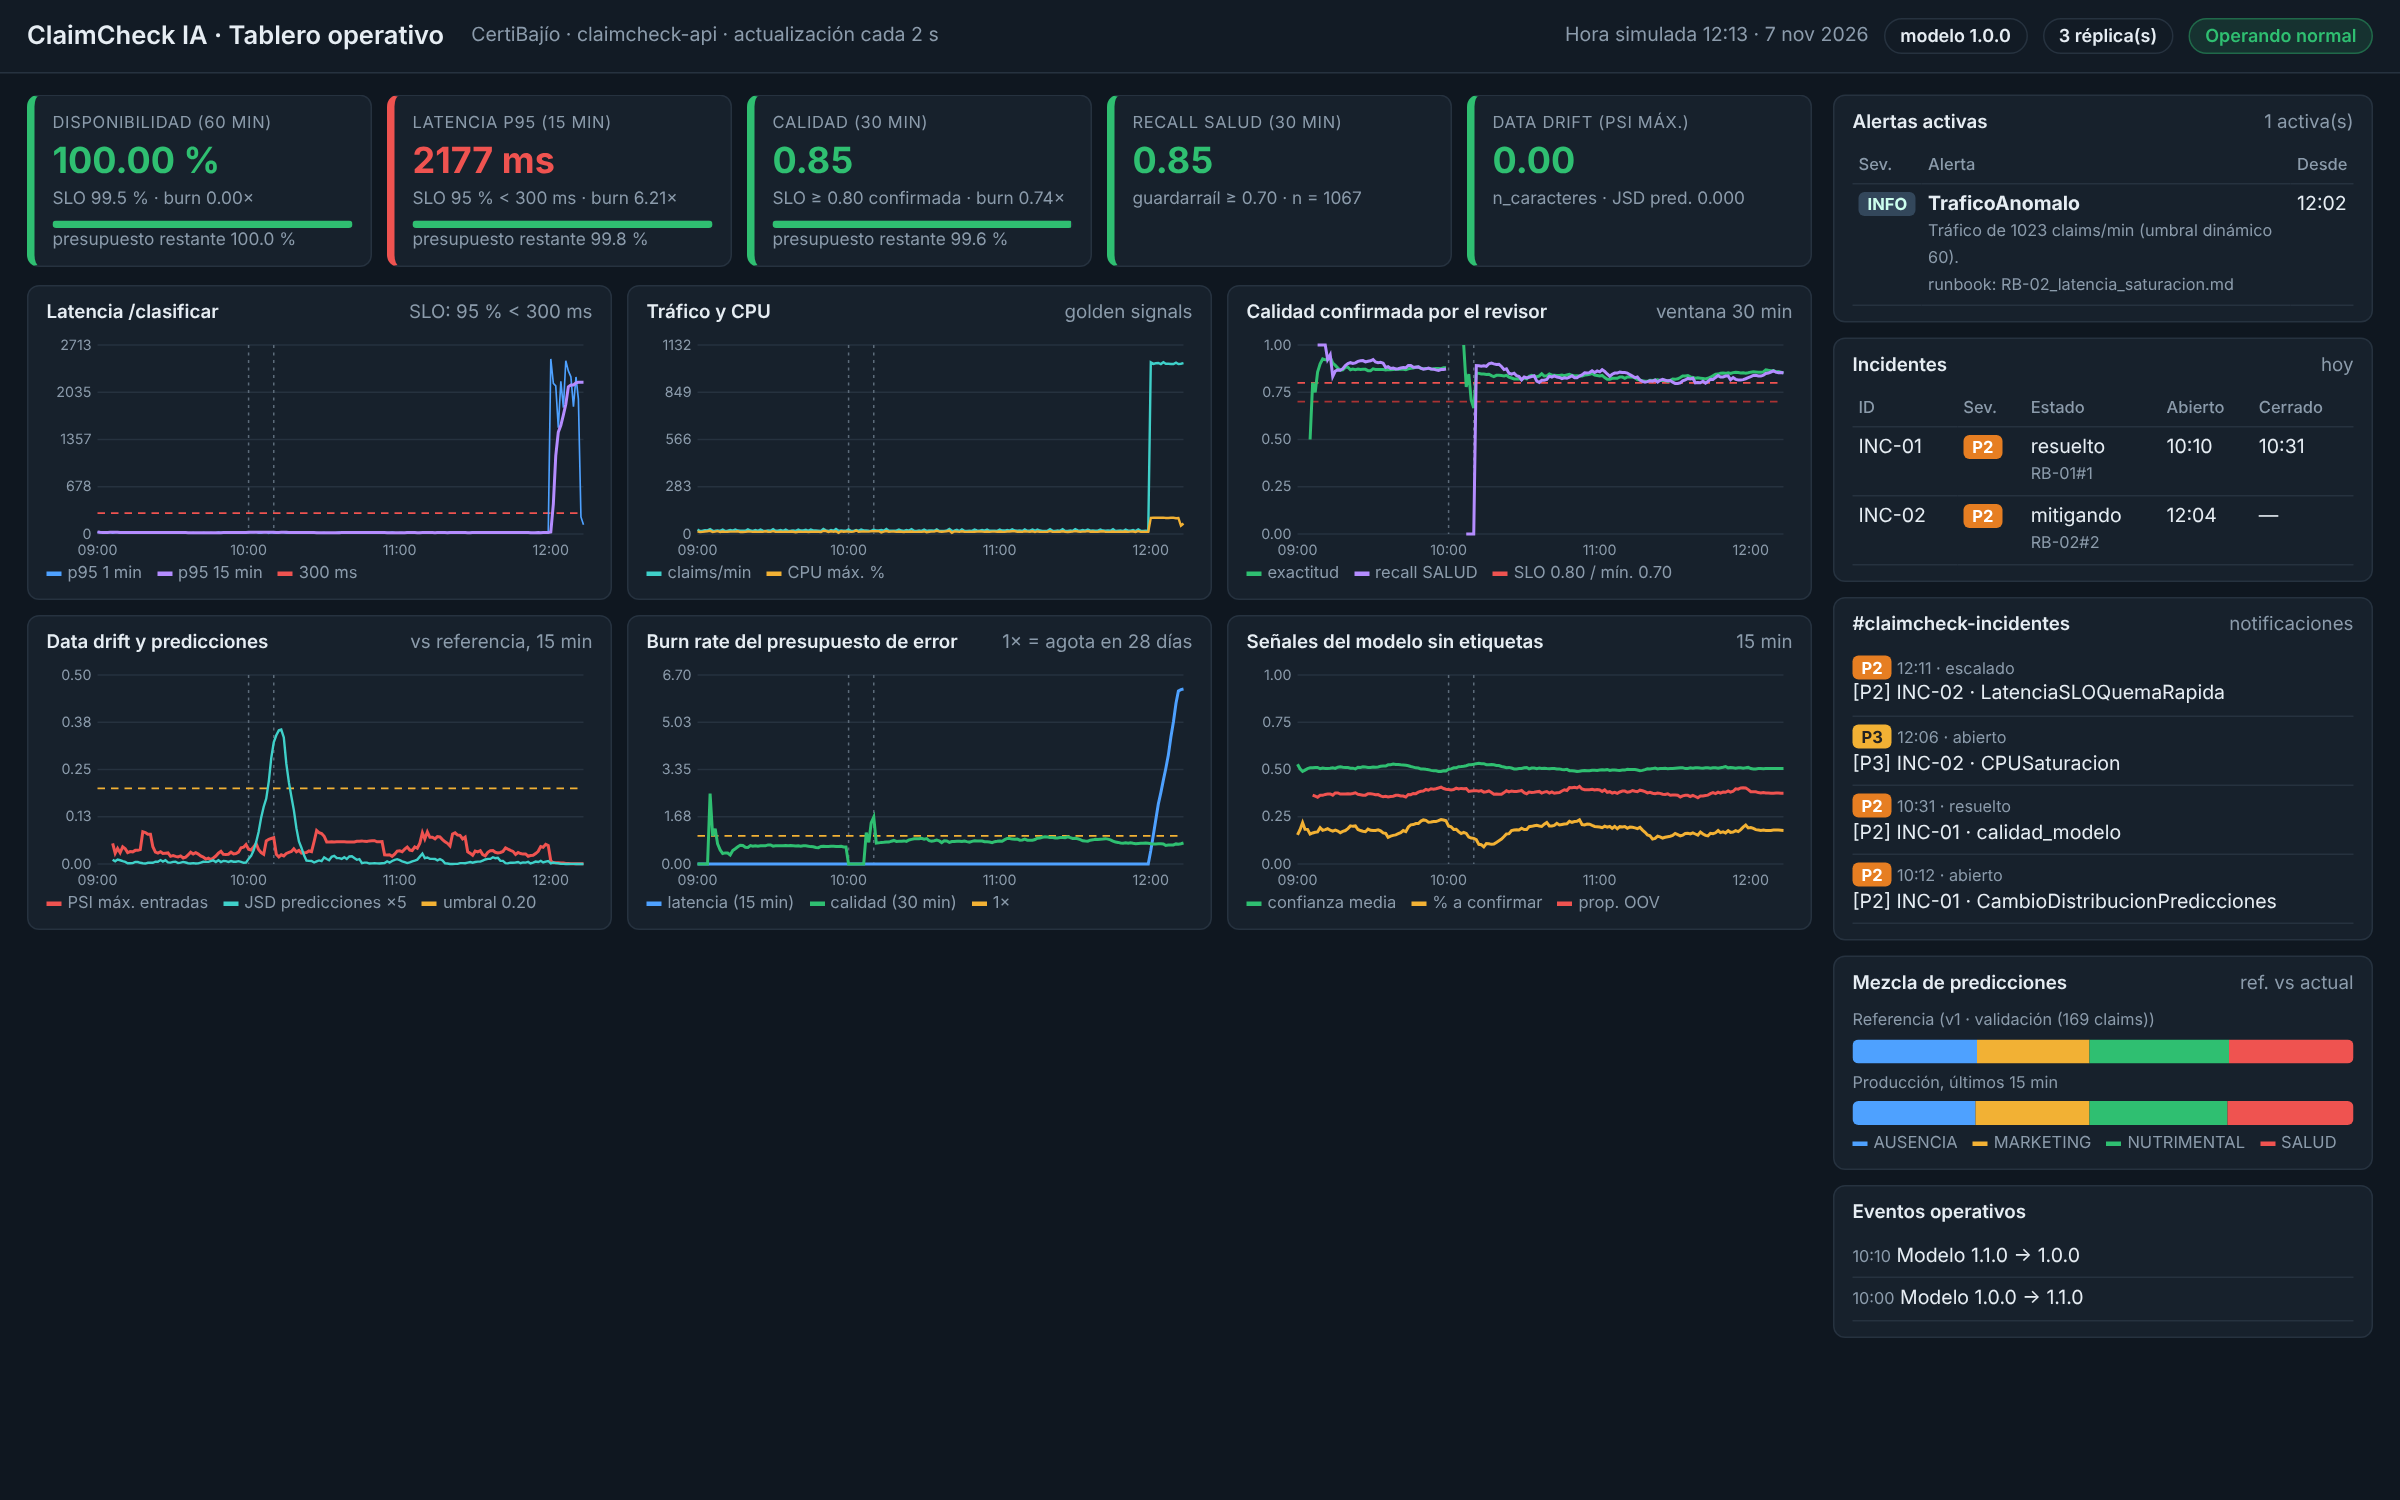 ClaimCheck IA · Tablero operativo
CertiBajío · claimcheck-api · actualización cada 2 s
Hora simulada 12:13 · 7 nov 2026
modelo 1.0.0
3 réplica(s)
Operando normal
DISPONIBILIDAD (60 MIN)
100.00 %
SLO 99.5 % · burn 0.00×
presupuesto restante 100.0 %
LATENCIA P95 (15 MIN)
2177 ms
SLO 95 % < 300 ms · burn 6.21×
presupuesto restante 99.8 %
CALIDAD (30 MIN)
0.85
SLO ≥ 0.80 confirmada · burn 0.74×
presupuesto restante 99.6 %
RECALL SALUD (30 MIN)
0.85
guardarraíl ≥ 0.70 · n = 1067
DATA DRIFT (PSI MÁX.)
0.00
n_caracteres · JSD pred. 0.000
Latencia /clasificar
SLO: 95 % < 300 ms
2713
2035
1357
678
0
09:00 10:00 11:00 12:00
p95 1 min p95 15 min 300 ms
Tráfico y CPU
golden signals
1132
849
566
283
0
09:00 10:00 11:00 12:00
claims/min CPU máx. %
Calidad confirmada por el revisor
ventana 30 min
1.00
0.75
0.50
0.25
0.00
09:00 10:00 11:00 12:00
exactitud recall SALUD SLO 0.80 / mín. 0.70
Data drift y predicciones
vs referencia, 15 min
0.50
0.38
0.25
0.13
0.00
09:00 10:00 11:00 12:00
PSI máx. entradas JSD predicciones ×5 umbral 0.20
Burn rate del presupuesto de error
1× = agota en 28 días
6.70
5.03
3.35
1.68
0.00
09:00 10:00 11:00 12:00
latencia (15 min) calidad (30 min) 1×
Señales del modelo sin etiquetas
15 min
1.00
0.75
0.50
0.25
0.00
09:00 10:00 11:00 12:00
confianza media % a confirmar prop. OOV
Alertas activas
1 activa(s)
Sev. Alerta Desde
INFO TraficoAnomalo 12:02
Tráfico de 1023 claims/min (umbral dinámico
60).
runbook: RB-02_latencia_saturacion.md
Incidentes
hoy
ID Sev. Estado Abierto Cerrado
INC-01 P2 resuelto 10:10 10:31
RB-01#1
INC-02 P2 mitigando 12:04 —
RB-02#2
#claimcheck-incidentes
notificaciones
P2 12:11 · escalado
[P2] INC-02 · LatenciaSLOQuemaRapida
P3 12:06 · abierto
[P3] INC-02 · CPUSaturacion
P2 10:31 · resuelto
[P2] INC-01 · calidad_modelo
P2 10:12 · abierto
[P2] INC-01 · CambioDistribucionPredicciones
Mezcla de predicciones
ref. vs actual
Referencia (v1 · validación (169 claims))
Producción, últimos 15 min
AUSENCIA MARKETING NUTRIMENTAL SALUD
Eventos operativos
10:10 Modelo 1.1.0 → 1.0.0
10:00 Modelo 1.0.0 → 1.1.0